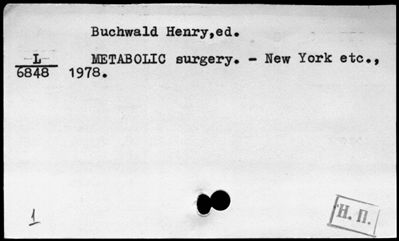 Buchwald Henry,ed.
L
6848
METABOLIC surgery. - New York etc.,
1978.
1
Н. П.